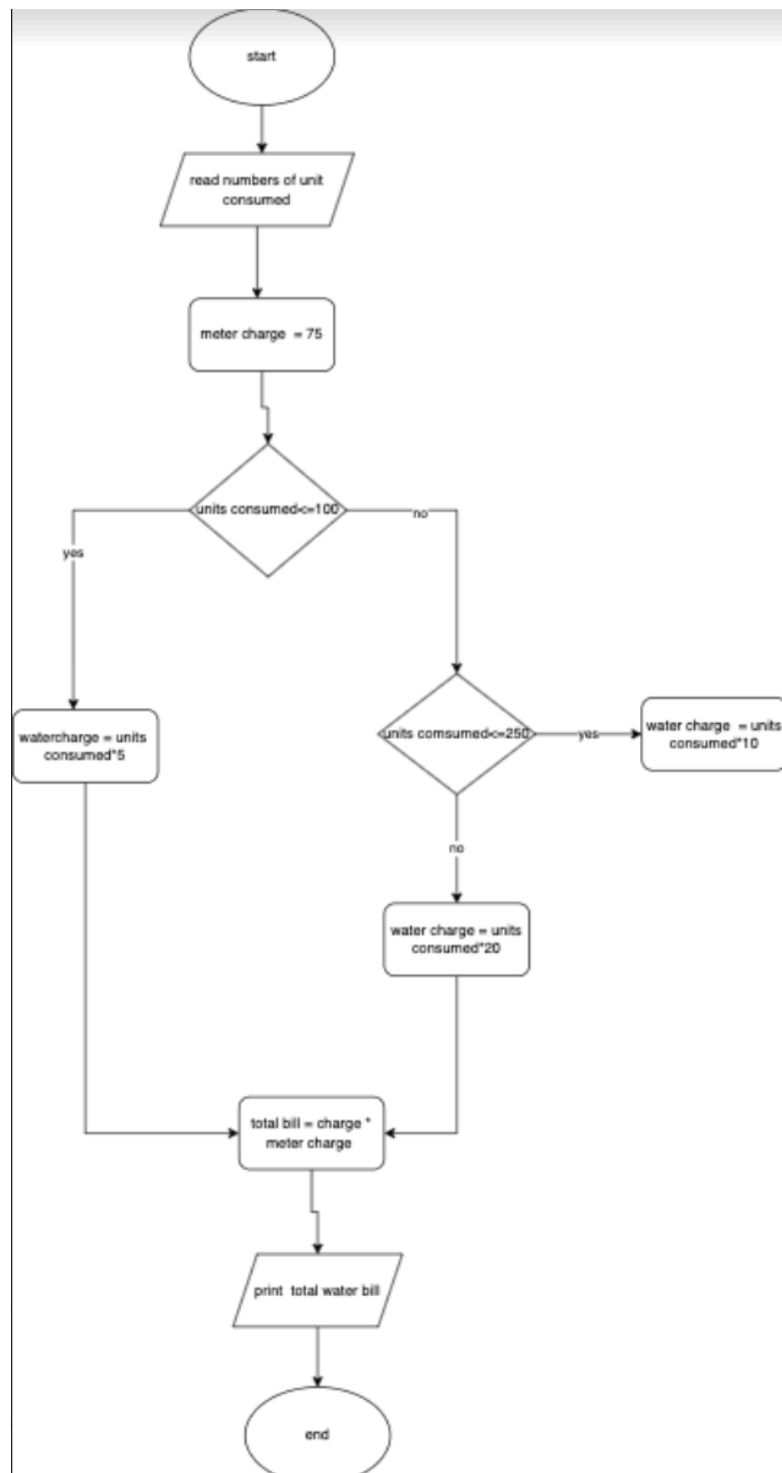 start
read numbers of unit
consumed
meter charge = 75
units consumed<=100
no
yes
watercharge = units
consumed*5
units comsumed<=250
yes
water charge = units
consumed*10
no
water charge = units
consumed*20
total bill = charge *
meter charge
print total water bill
end